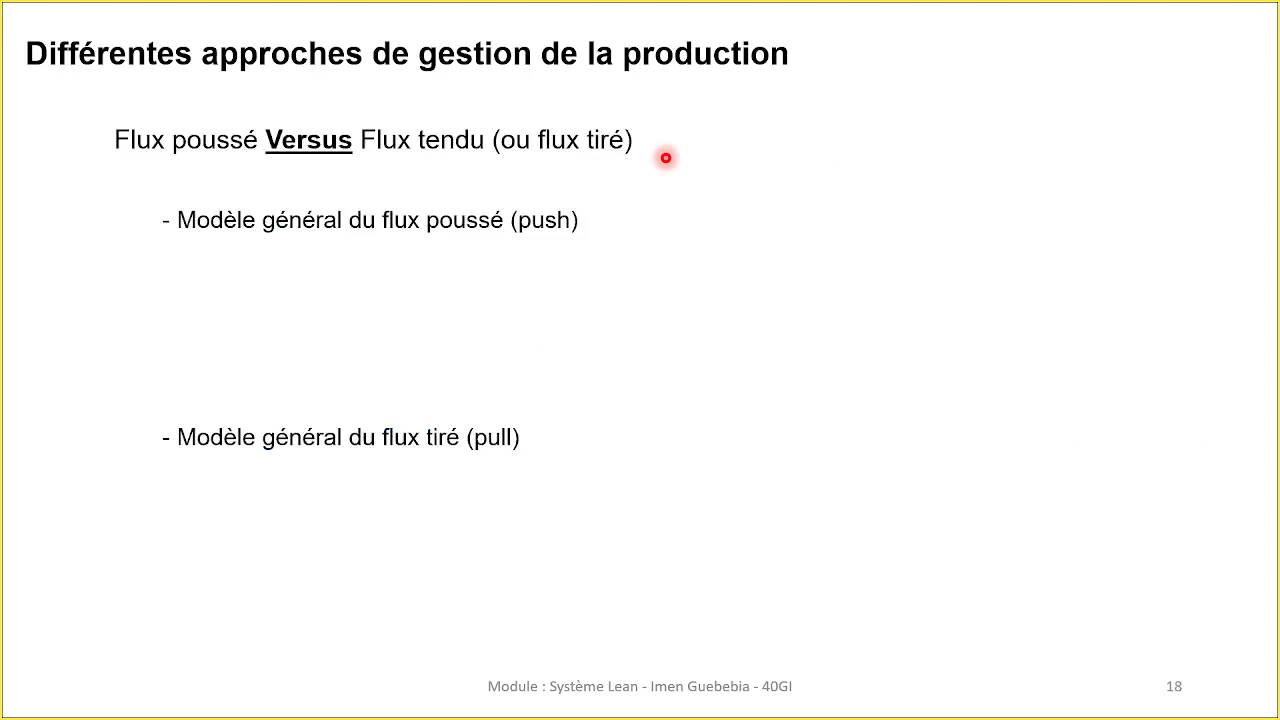 Différentes approches de gestion de la production
Flux poussé Versus Flux tendu (ou flux tiré)
- Modèle général du flux poussé (push)
- Modèle général du flux tiré (pull)
Module : Système Lean - Imen Guebebia - 40GI
18